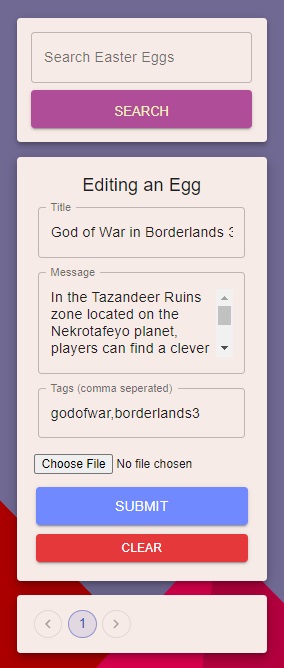 Search Easter Eggs
SEARCH
Editing an Egg
Title
God of War in Borderlands 3
Message
In the Tazandeer Ruins
zone located on the
Nekrotafeyo planet,
players can find a clever
Tags (comma seperated)
godofwar,borderlands3
Choose File No file chosen
SUBMIT
CLEAR
1